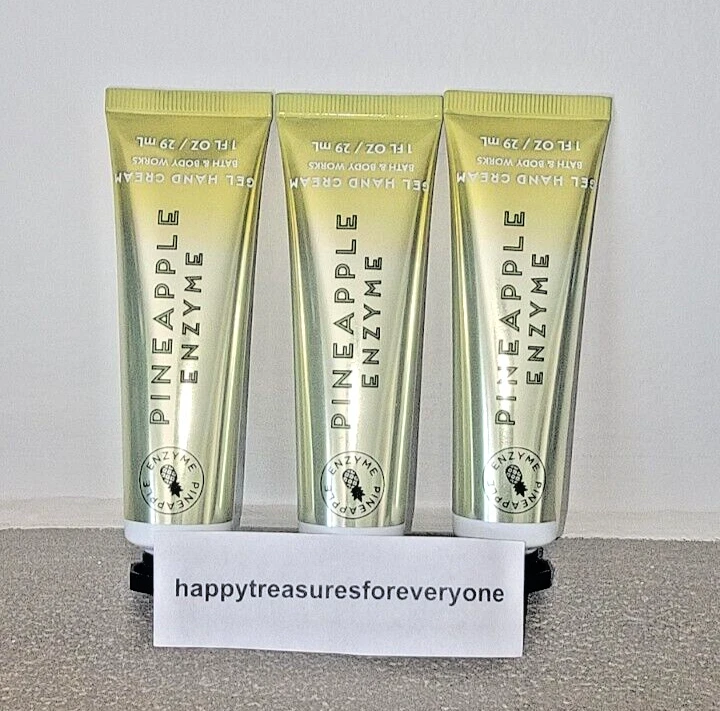 1 FL OZ / 29 mL
BATH & BODY WORKS
GEL HAND CREAM
PINEAPPLE
ENZYME
ENZYME PINEAPPLE
1 FL OZ / 29 mL
BATH & BODY WORKS
GEL HAND CREAM
PINEAPPLE
ENZYME
ENZYME PINEAPPLE
1 FL OZ / 29 mL
BATH & BODY WORKS
GEL HAND CREAM
PINEAPPLE
ENZYME
ENZYME PINEAPPLE
happytreasuresforeveryone